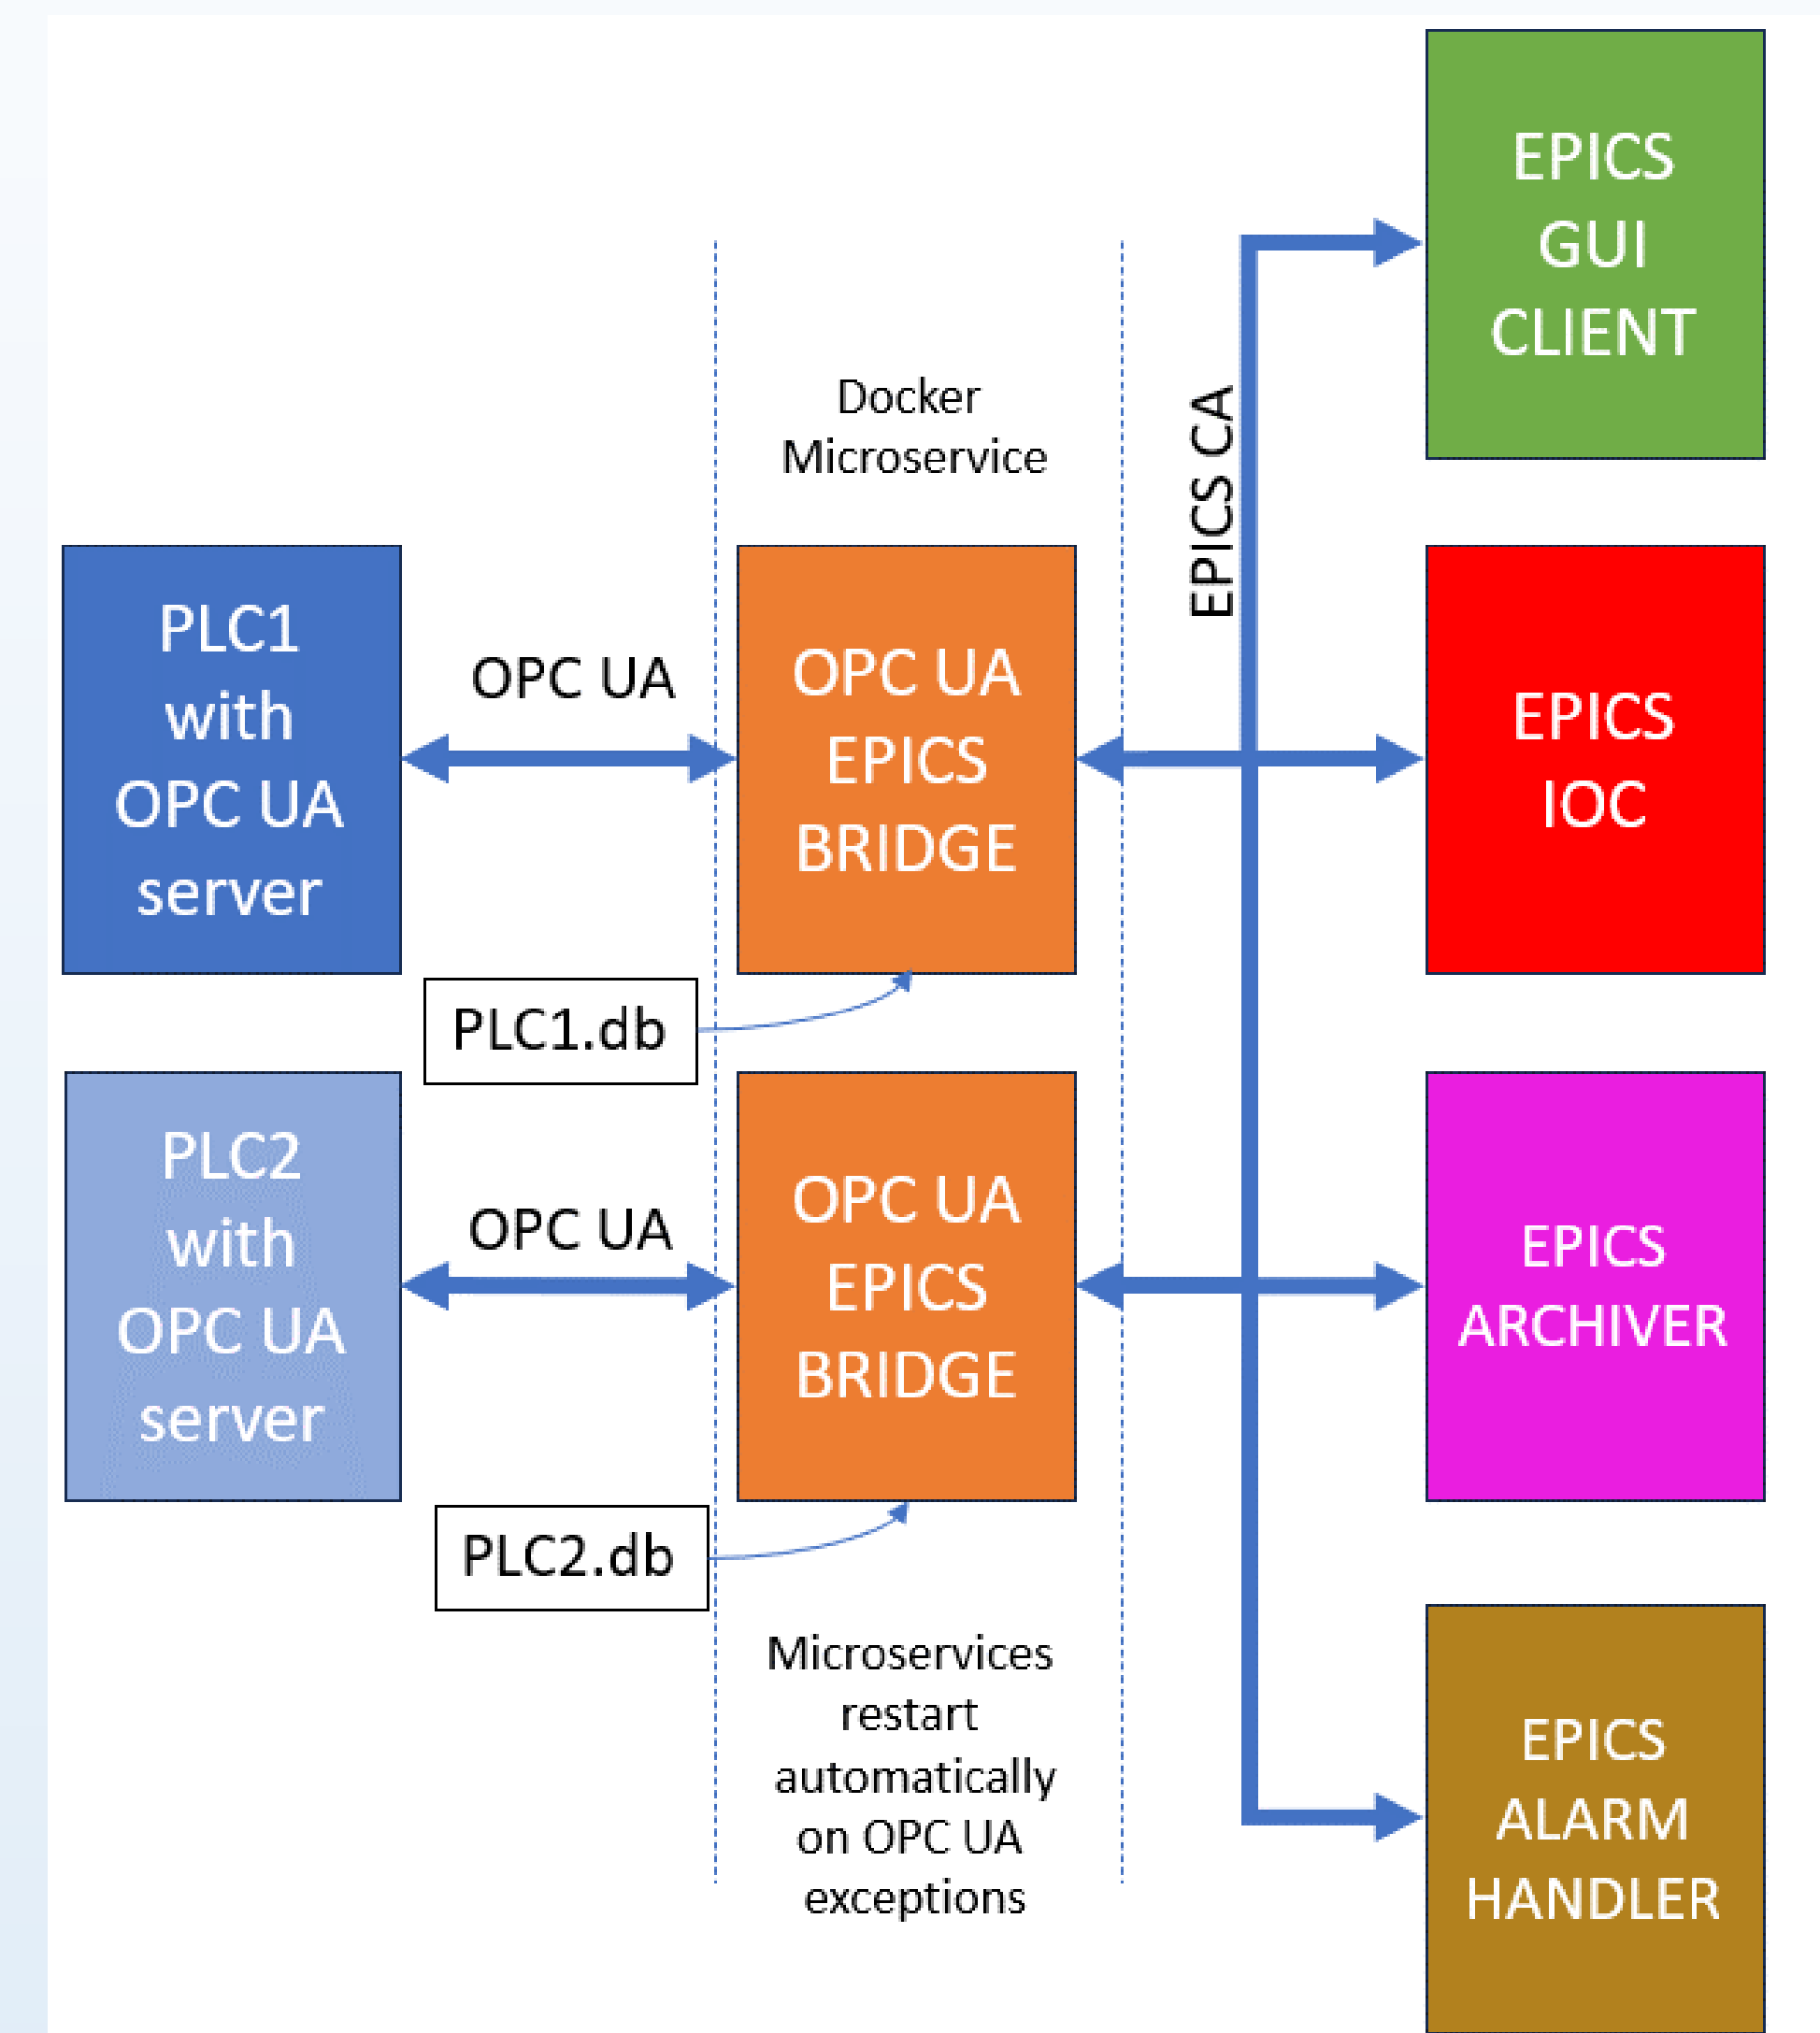 EPICS
GUI
CLIENT
Docker
Microservice
EPICS CA
PLC1
with
OPC UA
server
OPC UA
OPC UA
EPICS
BRIDGE
EPICS
IOC
PLC1.db
PLC2
with
OPC UA
server
OPC UA
OPC UA
EPICS
BRIDGE
EPICS
ARCHIVER
PLC2.db
Microservices
restart
automatically
on OPC UA
exceptions
EPICS
ALARM
HANDLER